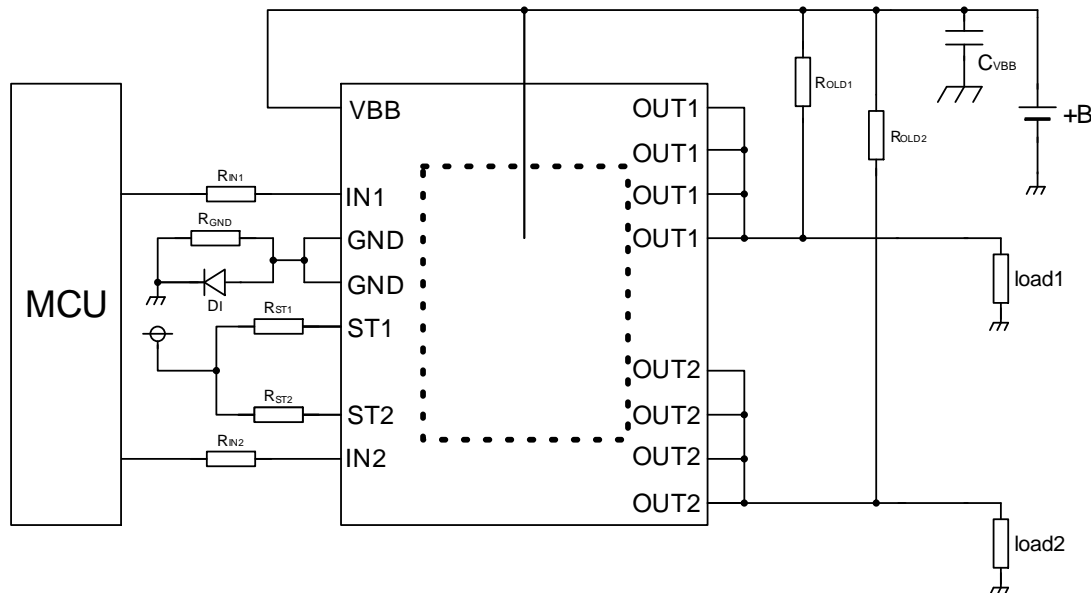 MCU
RIN1
RGND
DI
RST1
RST2
RIN2
VBB
IN1
GND
GND
ST1
ST2
IN2
OUT1
OUT1
OUT1
OUT1
OUT2
OUT2
OUT2
OUT2
ROLD1
ROLD2
CVBB
+B
load1
load2